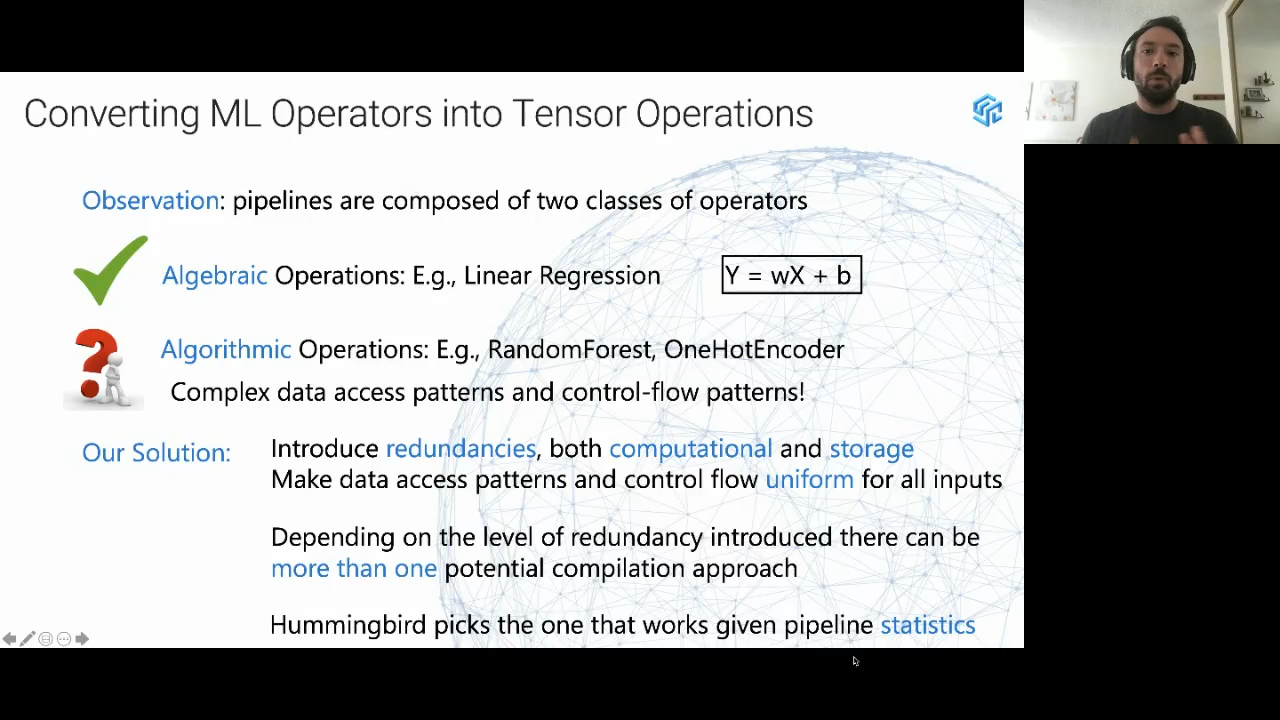 Converting ML Operators into Tensor Operations
Observation: pipelines are composed of two classes of operators
Algebraic Operations: E.g., Linear Regression
Y = wX + b
Algorithmic Operations: E.g., RandomForest, OneHotEncoder
Complex data access patterns and control-flow patterns!
Our Solution:
Introduce redundancies, both computational and storage
Make data access patterns and control flow uniform for all inputs
Depending on the level of redundancy introduced there can be
more than one potential compilation approach
Hummingbird picks the one that works given pipeline statistics